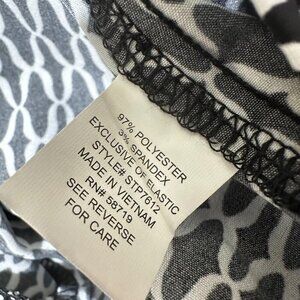 97% POLYESTER
3% SPANDEX
EXCLUSIVE OF ELASTIC
STYLE# STP7612
MADE IN VIETNAM
RN# 58719
SEE REVERSE
FOR CARE